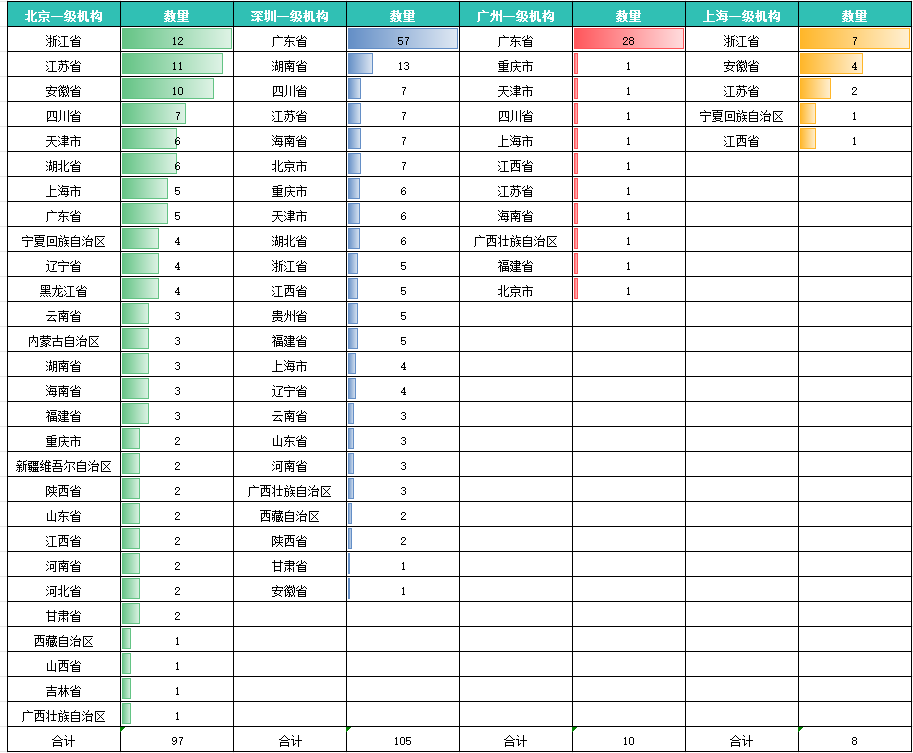 北京一级机构 数量 深圳一级机构 数量 广州一级机构 数量 上海一级机构 数量
浙江省 12 广东省 57 广东省 28 浙江省 7
江苏省 11 湖南省 13 重庆市 1 安徽省 4
安徽省 10 四川省 7 天津市 1 江苏省 2
四川省 7 江苏省 7 四川省 1 宁夏回族自治区 1
天津市 6 海南省 7 上海市 1 江西省 1
湖北省 6 北京市 7 江西省 1
上海市 5 重庆市 6 江苏省 1
广东省 5 天津市 6 海南省 1
宁夏回族自治区 4 湖北省 6 广西壮族自治区 1
辽宁省 4 浙江省 5 福建省 1
黑龙江省 4 江西省 5 北京市 1
云南省 3 贵州省 5
内蒙古自治区 3 福建省 5
湖南省 3 上海市 4
海南省 3 辽宁省 4
福建省 3 云南省 3
重庆市 2 山东省 3
新疆维吾尔自治区 2 河南省 3
陕西省 2 广西壮族自治区 3
山东省 2 西藏自治区 2
江西省 2 陕西省 2
河南省 2 甘肃省 1
河北省 2 安徽省 1
甘肃省 2
西藏自治区 1
山西省 1
吉林省 1
广西壮族自治区 1
合计 97 合计 105 合计 10 合计 8